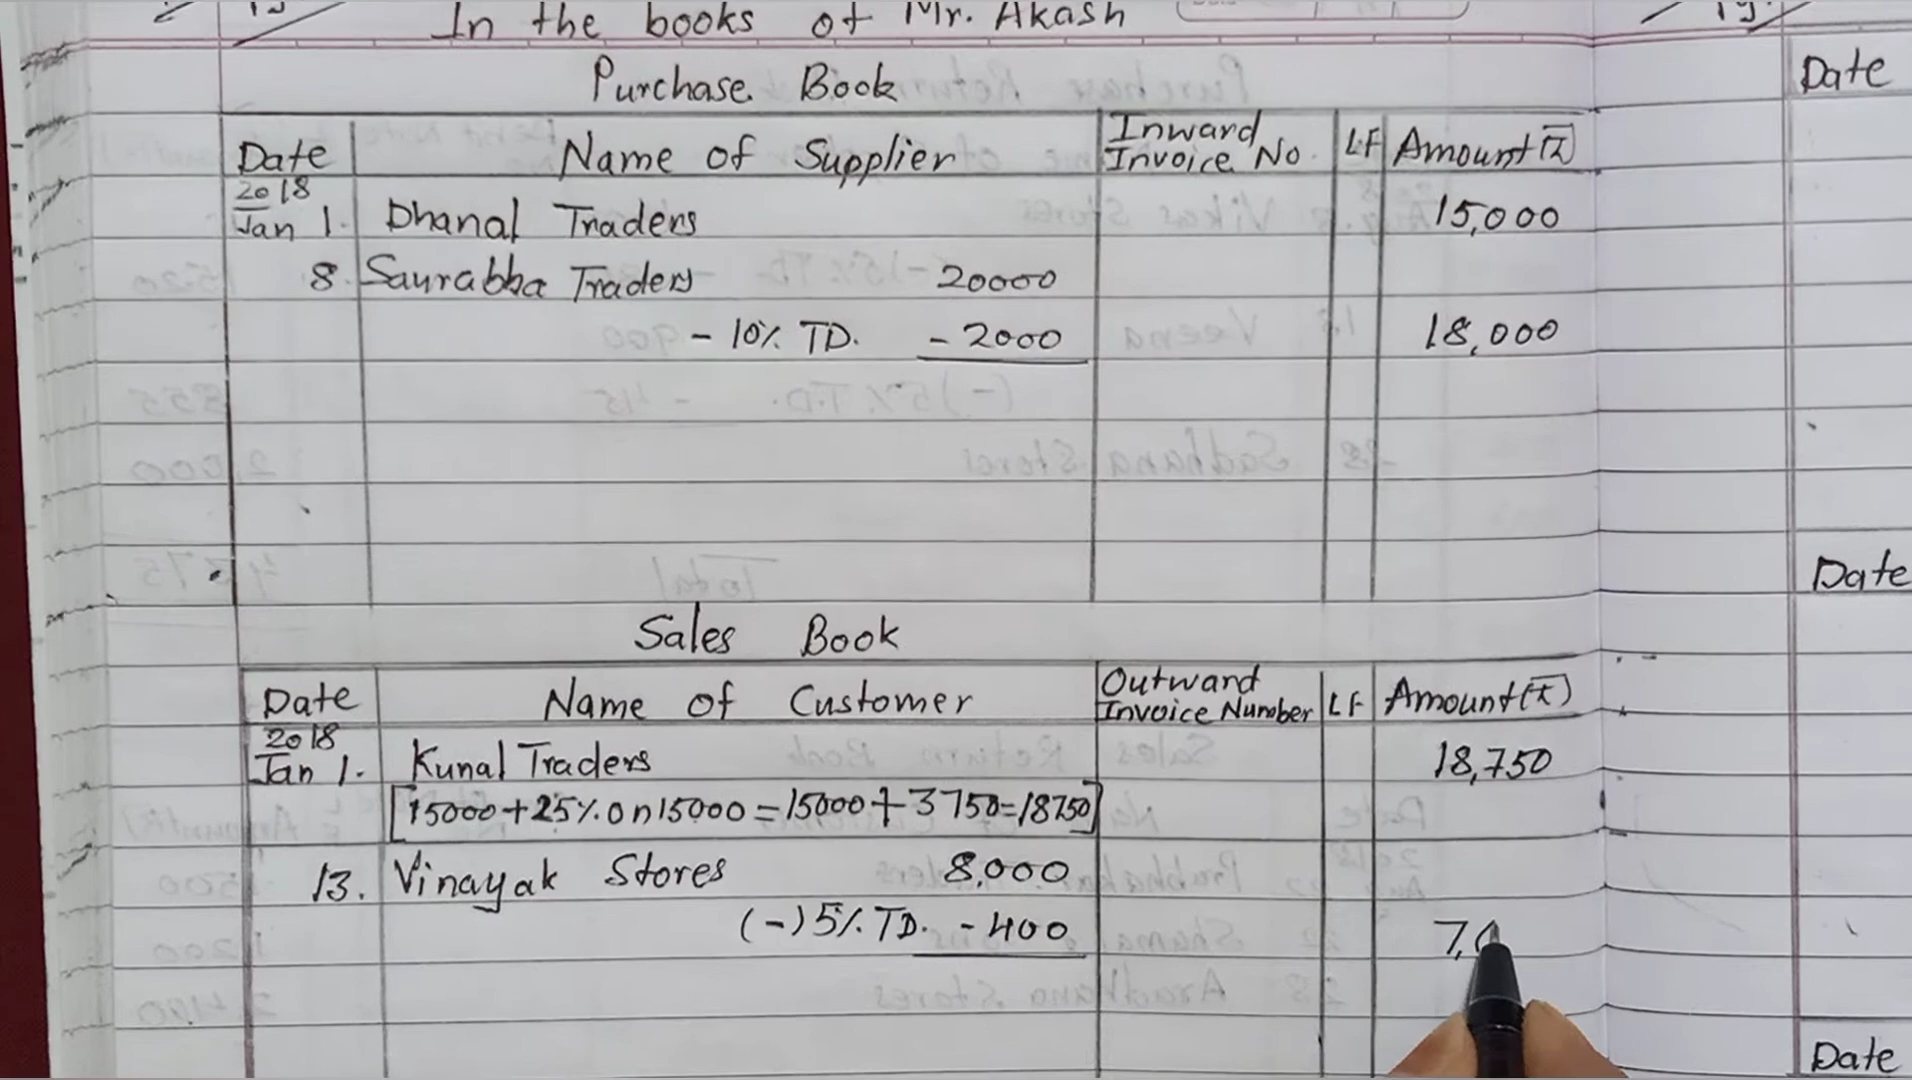 In the books of Mr. Akash
Purchase Book
Date Name of Supplier Inward Invoice No. LF Amount(₹)
2018
Jan 1. Dhanal Traders 15,000
8. Saurabba Traders 20000
- 10% TD. - 2000 18,000
Sales Book
Date Name of Customer Outward Invoice Number LF Amount(₹)
2018
Jan 1. Kunal Traders 18,750
[15000+25% on 15000=15000+3750=18750]
13. Vinayak Stores 8,000
(-)5% TD. - 400 7,
Date
Date
Date